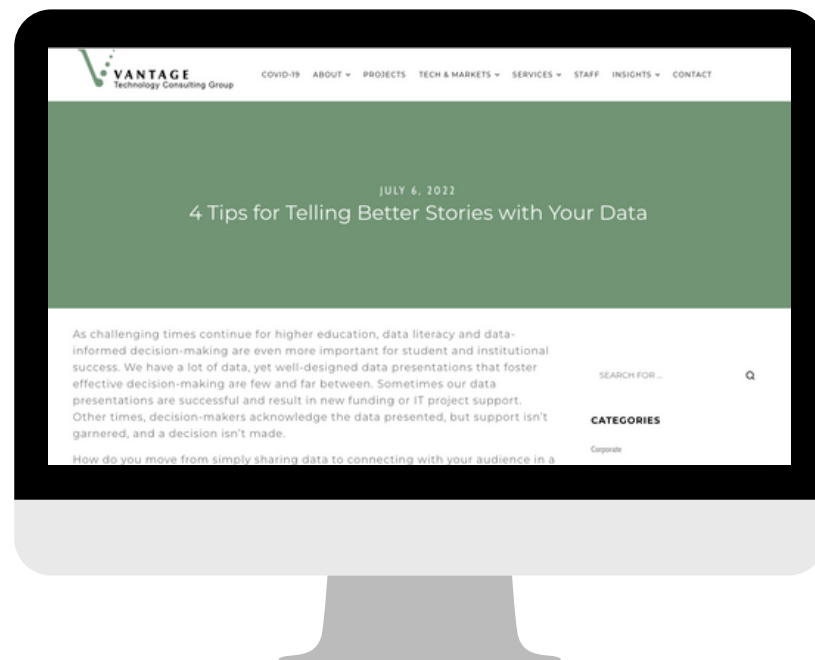 VANTAGE
Technology Consulting Group
COVID-19 ABOUT PROJECTS TECH & MARKETS SERVICES STAFF INSIGHTS CONTACT
JULY 6, 2022
4 Tips for Telling Better Stories with Your Data
As challenging times continue for higher education, data literacy and data-
informed decision-making are even more important for student and institutional
success. We have a lot of data, yet well-designed data presentations that foster
effective decision-making are few and far between. Sometimes our data
presentations are successful and result in new funding or IT project support.
Other times, decision-makers acknowledge the data presented, but support isn't
garnered, and a decision isn't made.
How do you move from simply sharing data to connecting with your audience in a
SEARCH FOR ...
CATEGORIES
Corporate